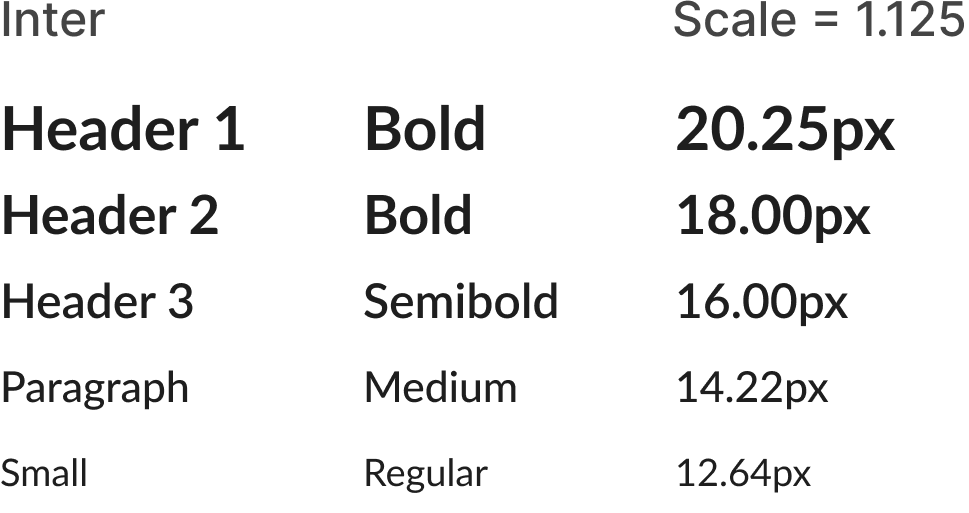 Inter Scale = 1.125
Header 1 Bold 20.25px
Header 2 Bold 18.00px
Header 3 Semibold 16.00px
Paragraph Medium 14.22px
Small Regular 12.64px